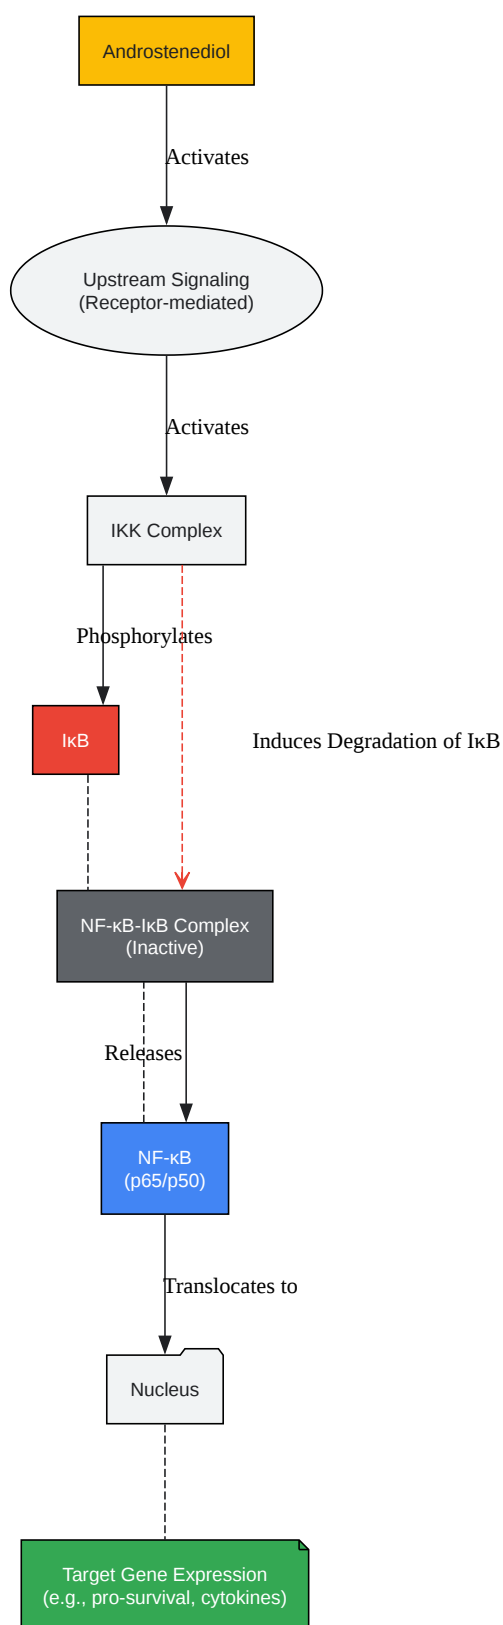 Androstenediol
Activates
Upstream Signaling
(Receptor-mediated)
Activates
IKK Complex
Phosphorylates
IκB
Induces Degradation of IκB
NF-κB-IκB Complex
(Inactive)
Releases
NF-κB
(p65/p50)
Translocates to
Nucleus
Target Gene Expression
(e.g., pro-survival, cytokines)